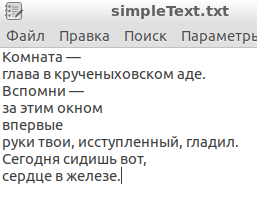 simpleText.txt
Файл Правка Поиск Параметры
Комната —
глава в крученыховском аде.
Вспомни —
за этим окном
впервые
руки твои, исступленный, гладил.
Сегодня сидишь вот,
сердце в железе.